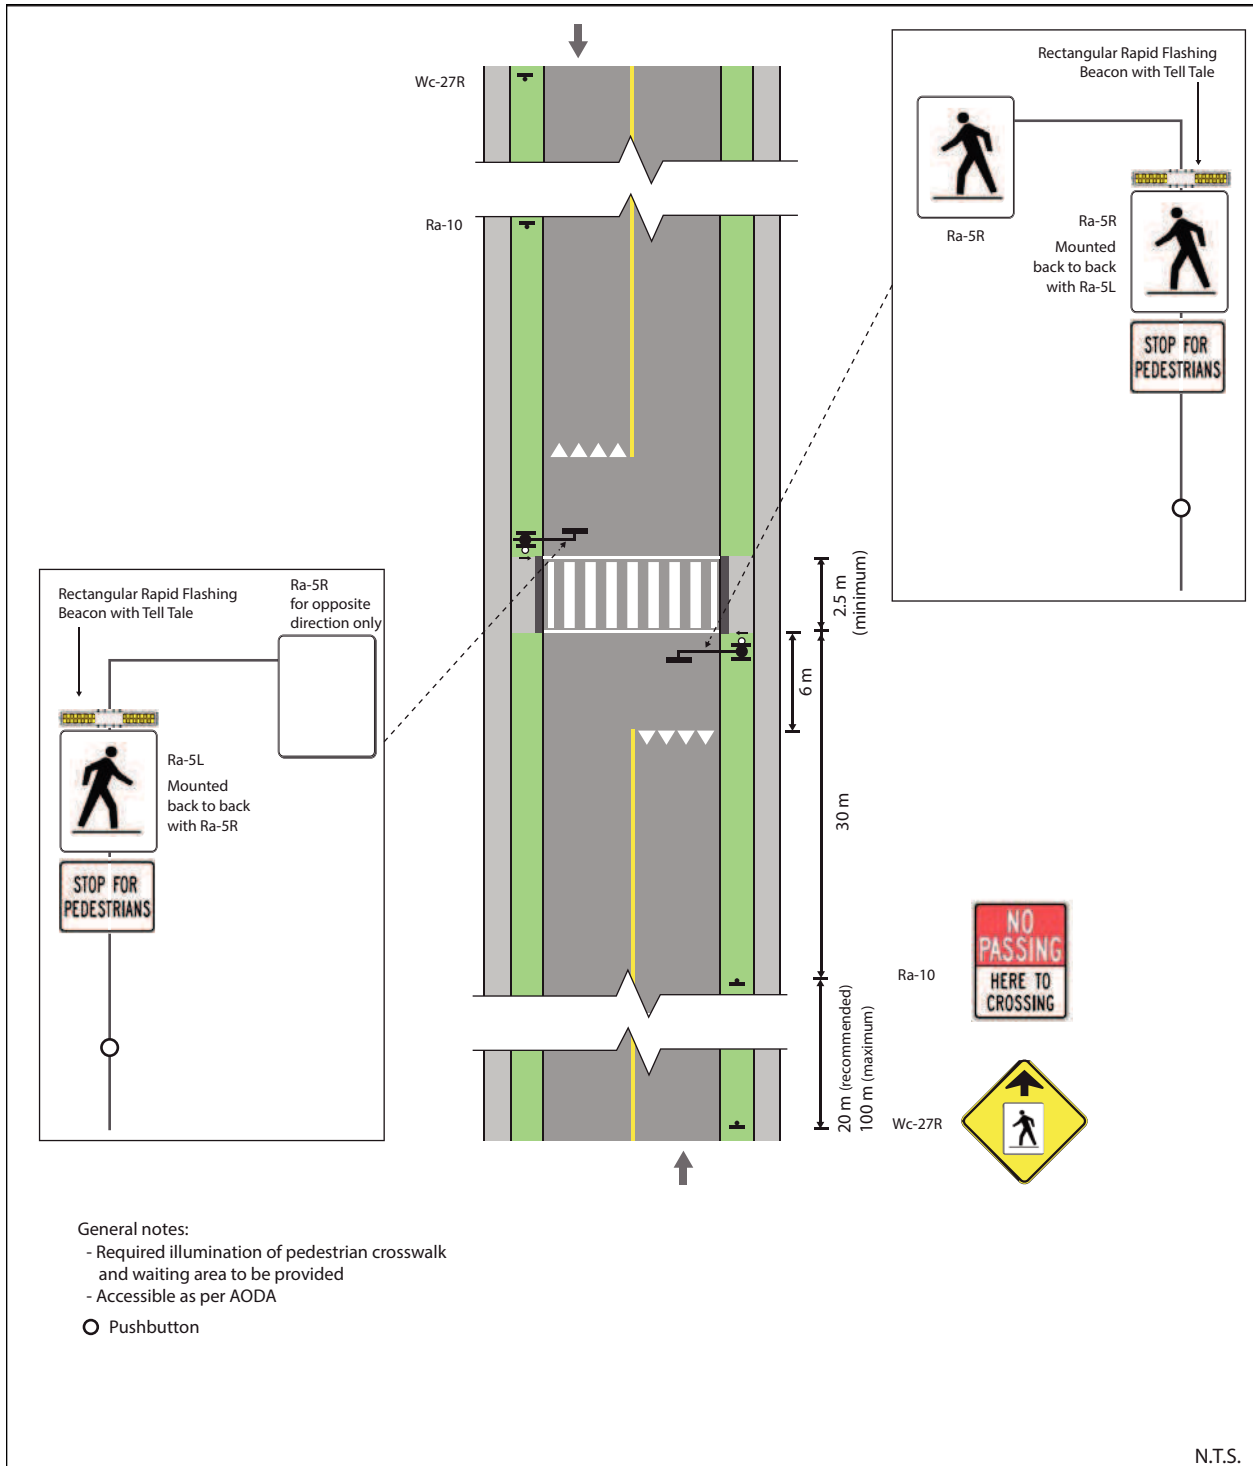 Wc-27R
Ra-10
Rectangular Rapid Flashing
Beacon with Tell Tale
Ra-5R
Ra-5R
Mounted
back to back
with Ra-5L
STOP FOR
PEDESTRIANS
Rectangular Rapid Flashing
Beacon with Tell Tale
Ra-5R
for opposite
direction only
Ra-5L
Mounted
back to back
with Ra-5R
STOP FOR
PEDESTRIANS
2.5 m
(minimum)
6 m
30 m
20 m (recommended)
100 m (maximum)
Ra-10
NO
PASSING
HERE TO
CROSSING
Wc-27R
General notes:
- Required illumination of pedestrian crosswalk
and waiting area to be provided
- Accessible as per AODA
Pushbutton
N.T.S.